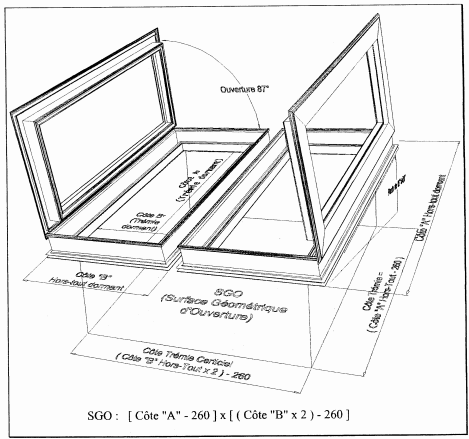 Ouverture 87°
Côte "B"
(Trémie
dormant)
(Trémie dormant)
Côte "B"
Hors-tout dormant
SGO
(Surface Géométrique
d'Ouverture)
Côte "A" Hors-tout dormant
Côte Trémie =
( Côte "A" Hors-Tout - 260 )
Côte Trémie
( Côte "B" Hors-Tout x 2 ) - 260
SGO : [ Côte "A" - 260 ] x [ ( Côte "B" x 2 ) - 260 ]